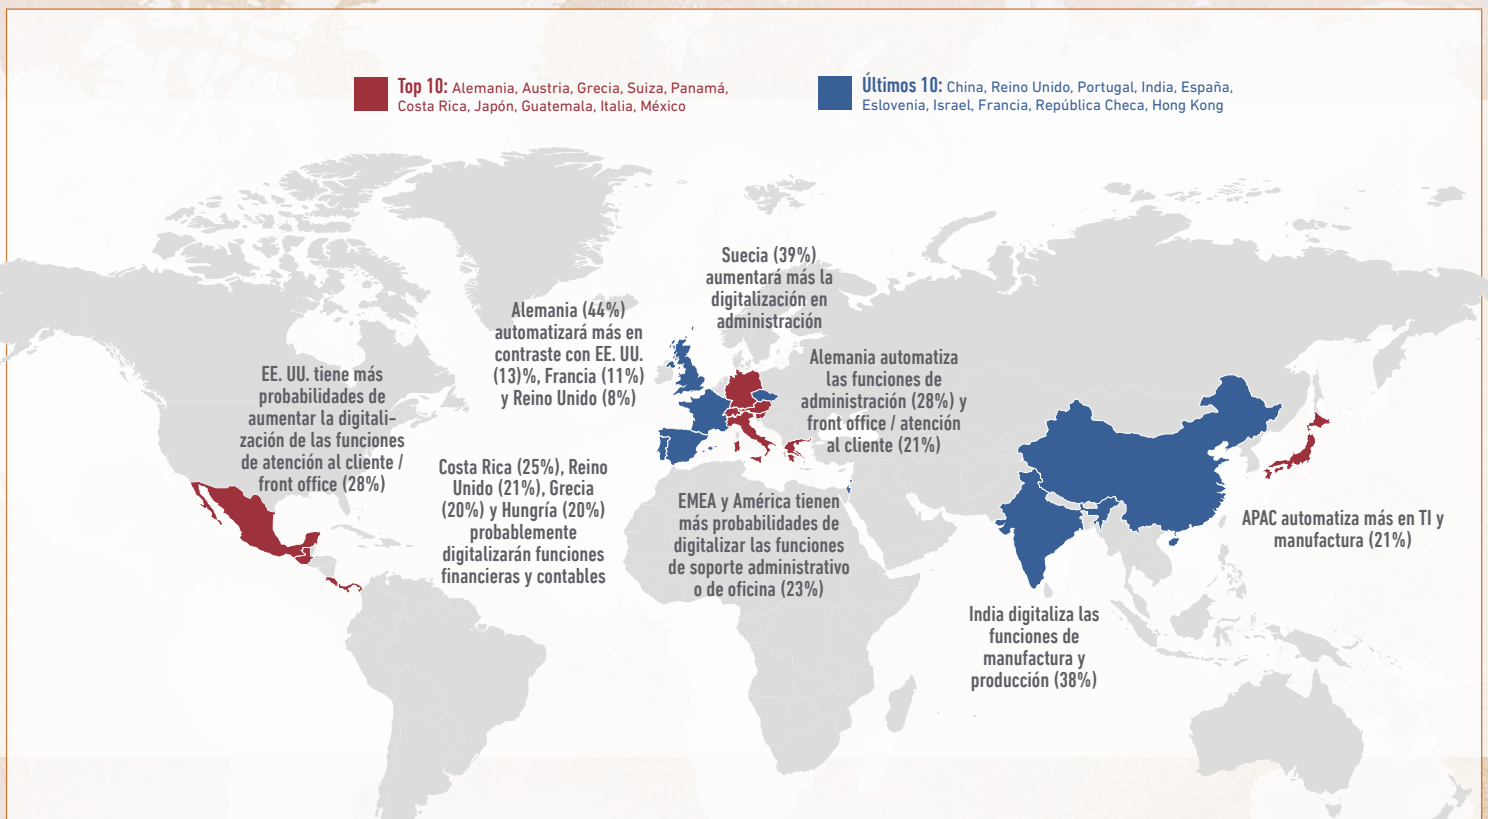 Top 10: Alemania, Austria, Grecia, Suiza, Panamá,
Costa Rica, Japón, Guatemala, Italia, México
Últimos 10: China, Reino Unido, Portugal, India, España,
Eslovenia, Israel, Francia, República Checa, Hong Kong
Suecia (39%)
aumentará más la
digitalización en
administración
Alemania (44%)
automatizará más en
contraste con EE. UU.
(13)%, Francia (11%)
y Reino Unido (8%)
Alemania automatiza
las funciones de
administración (28%) y
front office / atención
al cliente (21%)
EE. UU. tiene más
probabilidades de
aumentar la digitali-
zación de las funciones
de atención al cliente /
front office (28%)
Costa Rica (25%), Reino
Unido (21%), Grecia
(20%) y Hungría (20%)
probablemente
digitalizarán funciones
financieras y contables
EMEA y América tienen
más probabilidades de
digitalizar las funciones
de soporte administrativo
o de oficina (23%)
APAC automatiza más en TI y
manufactura (21%)
India digitaliza las
funciones de
manufactura y
producción (38%)